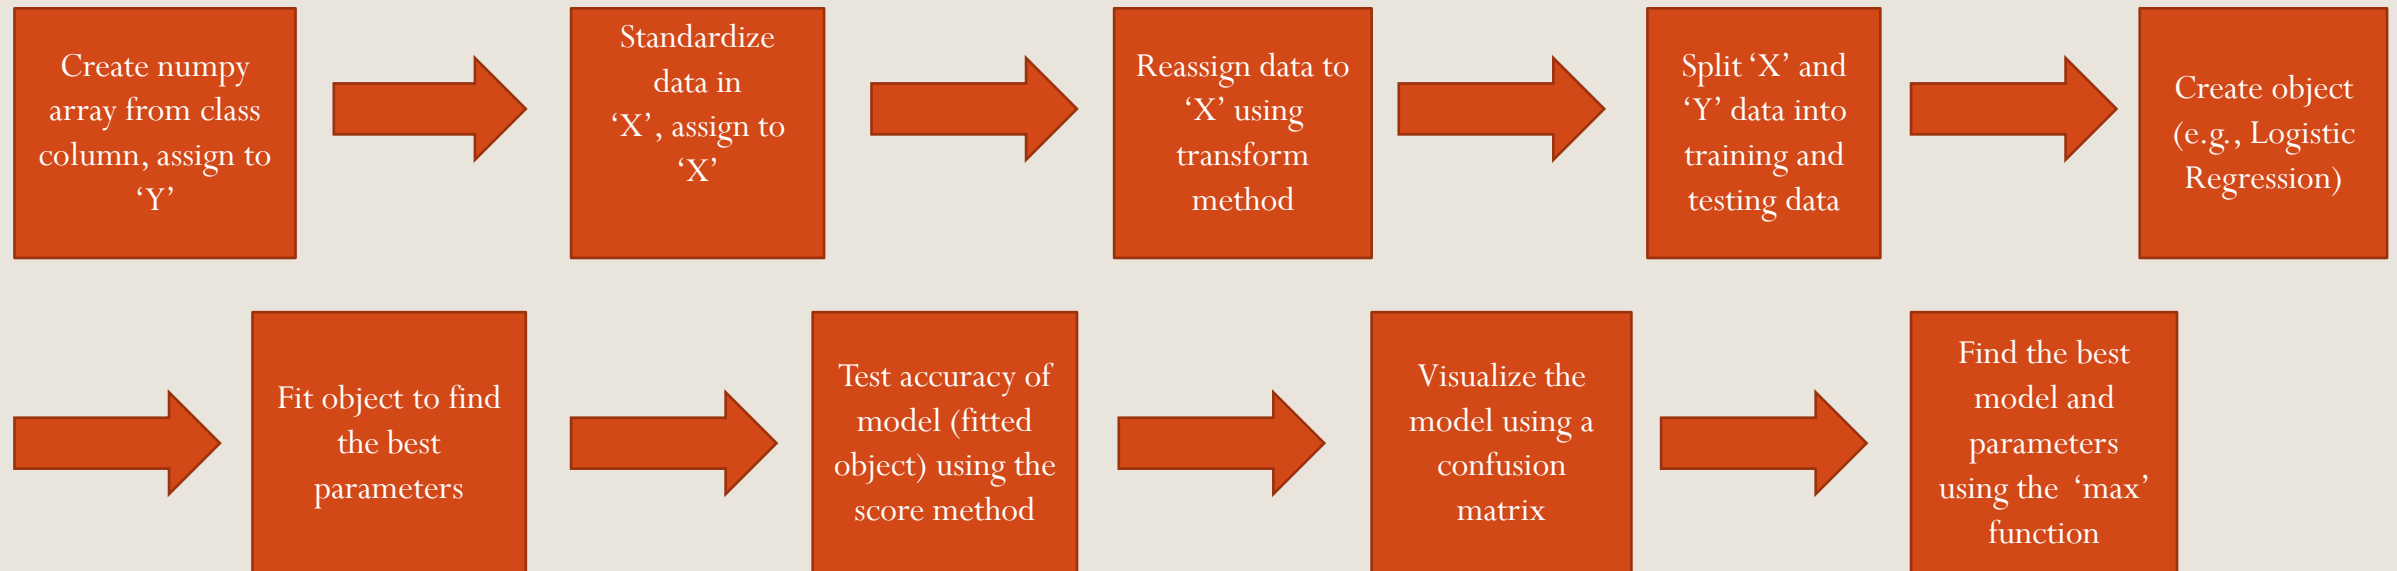 Create numpy
array from class
column, assign to
‘Y’
Standardize
data in
‘X’, assign to
‘X’
Reassign data to
‘X’ using
transform
method
Split ‘X’ and
‘Y’ data into
training and
testing data
Create object
(e.g., Logistic
Regression)
Fit object to find
the best
parameters
Test accuracy of
model (fitted
object) using the
score method
Visualize the
model using a
confusion
matrix
Find the best
model and
parameters
using the ‘max’
function